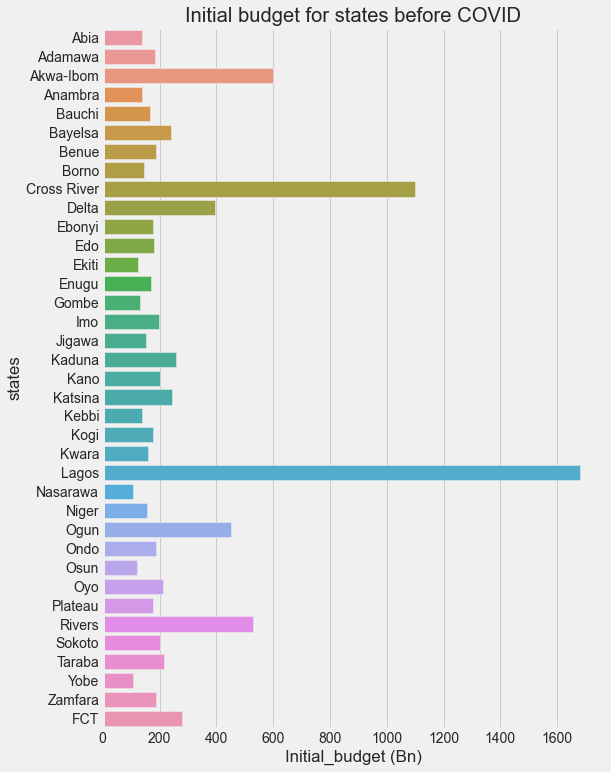 Initial budget for states before COVID
Abia
Adamawa
Akwa-Ibom
Anambra
Bauchi
Bayelsa
Benue
Borno
Cross River
Delta
Ebonyi
Edo
Ekiti
Enugu
Gombe
Imo
Jigawa
Kaduna
Kano
Katsina
Kebbi
Kogi
Kwara
Lagos
Nasarawa
Niger
Ogun
Ondo
Osun
Oyo
Plateau
Rivers
Sokoto
Taraba
Yobe
Zamfara
FCT
states
0 200 400 600 800 1000 1200 1400 1600
Initial_budget (Bn)